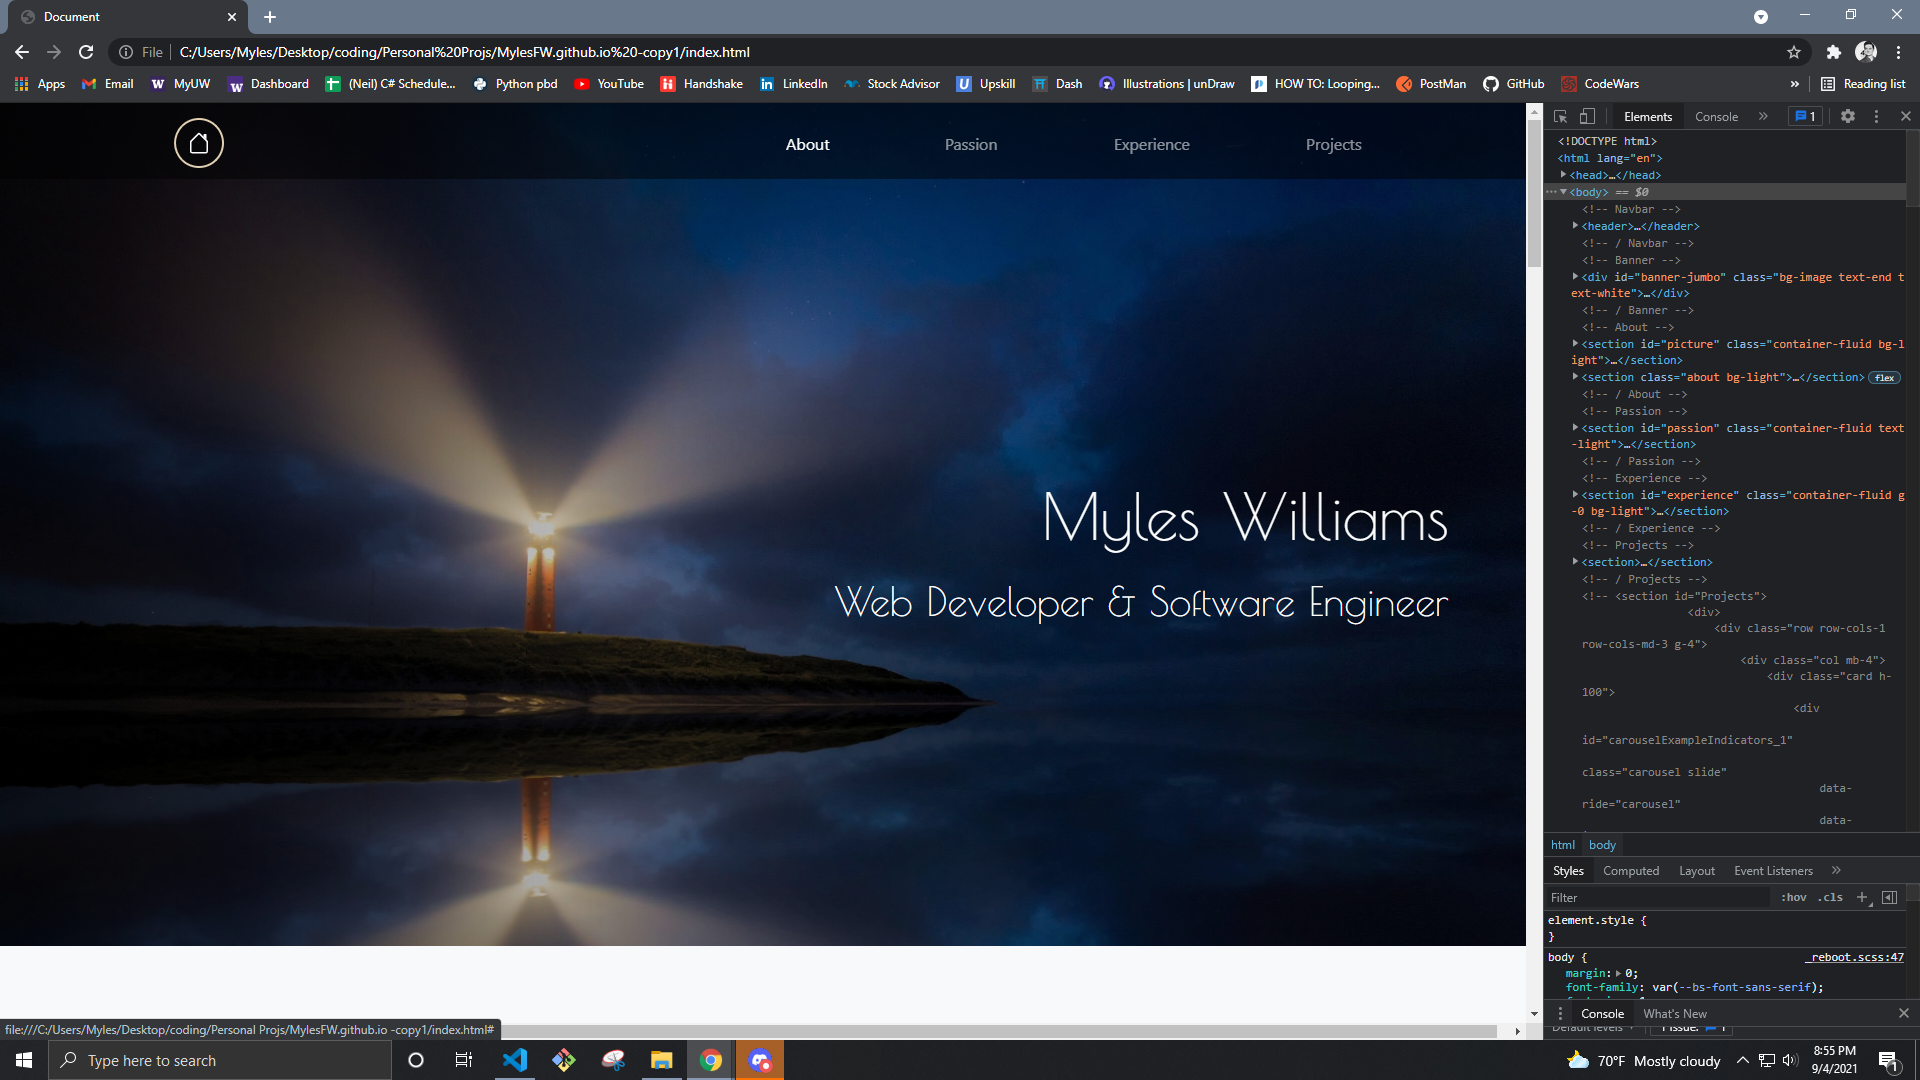 Document
File C:/Users/Myles/Desktop/coding/Personal%20Projs/MylesFW.github.io%20-copy1/index.html
Apps Email MyUW Dashboard (Neil) C# Schedule... Python pbd YouTube Handshake LinkedIn Stock Advisor Upskill Dash Illustrations | unDraw HOW TO: Looping... PostMan GitHub CodeWars » Reading list
About Passion Experience Projects
Myles Williams
Web Developer & Software Engineer
Elements Console » 1
<!DOCTYPE html>
<html lang="en">
<head>…</head>
<body> == $0
<!-- Navbar -->
<header>…</header>
<!-- / Navbar -->
<!-- Banner -->
<div id="banner-jumbo" class="bg-image text-end t
ext-white">…</div>
<!-- / Banner -->
<!-- About -->
<section id="picture" class="container-fluid bg-l
ight">…</section>
<section class="about bg-light">…</section> flex
<!-- / About -->
<!-- Passion -->
<section id="passion" class="container-fluid text
-light">…</section>
<!-- / Passion -->
<!-- Experience -->
<section id="experience" class="container-fluid g
-0 bg-light">…</section>
<!-- / Experience -->
<!-- Projects -->
<section>…</section>
<!-- / Projects -->
<!-- <section id="Projects">
<div>
<div class="row row-cols-1
row-cols-md-3 g-4">
<div class="col mb-4">
<div class="card h-
100">
<div
id="carouselExampleIndicators_1"
class="carousel slide"
data-
ride="carousel"
data-
html body
Styles Computed Layout Event Listeners »
Filter :hov .cls +
element.style {
}
body { _reboot.scss:47
margin: 0;
font-family: var(--bs-font-sans-serif);
Console What's New
Default levels 1 Issue: 1
file:///C:/Users/Myles/Desktop/coding/Personal Projs/MylesFW.github.io -copy1/index.html#
Type here to search
70°F Mostly cloudy
8:55 PM
9/4/2021
1